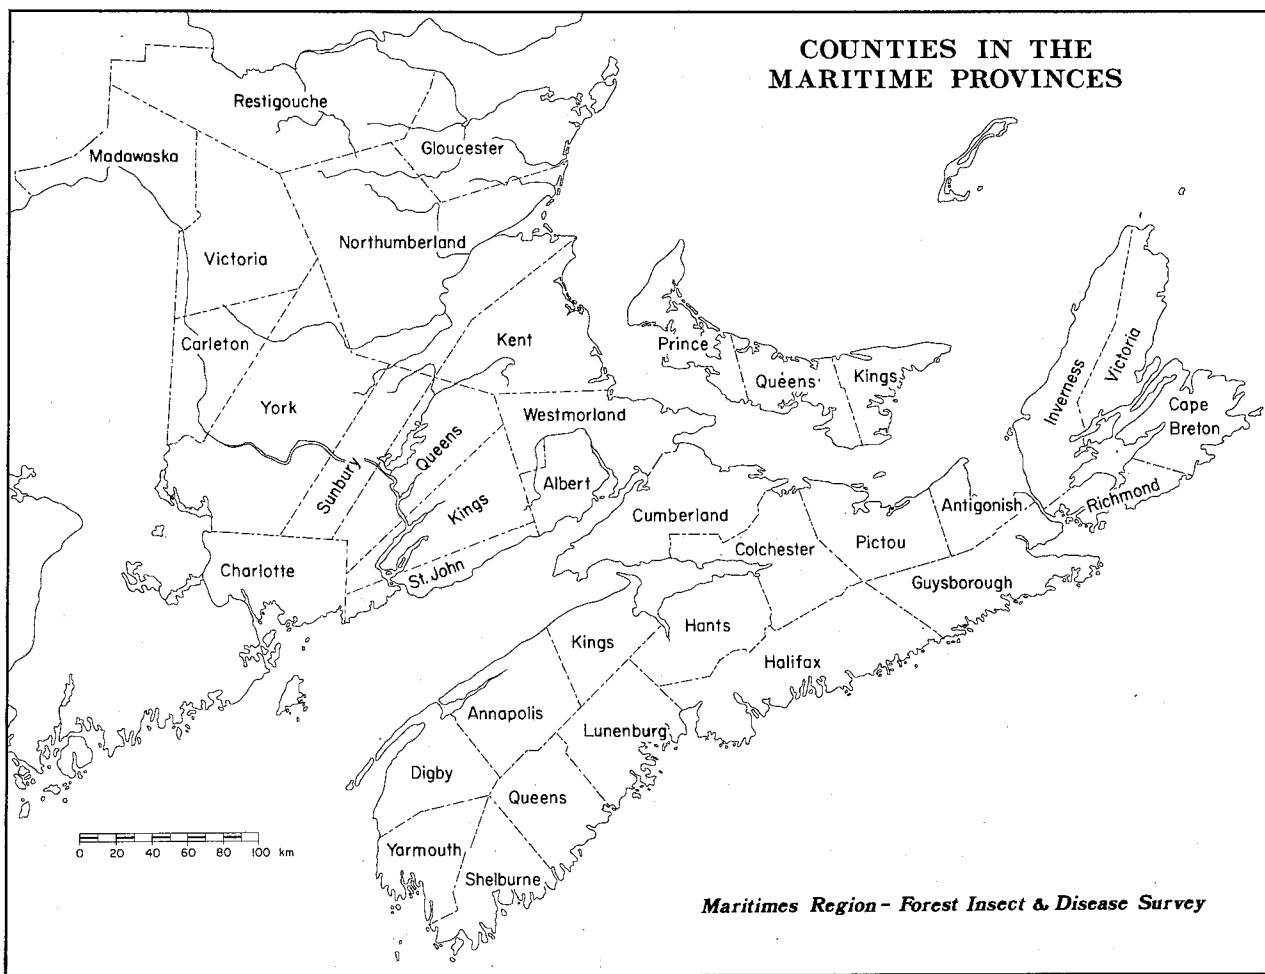 COUNTIES IN THE
MARITIME PROVINCES
Restigouche
Madawaska
Gloucester
Northumberland
Victoria
Carleton
Kent
York
Westmorland
Queens
Sunbury
Albert
Kings
St. John
Charlotte
Prince
Queens
Kings
Inverness
Victoria
Cape
Breton
Richmond
Antigonish
Cumberland
Colchester
Pictou
Guysborough
Kings
Hants
Halifax
Annapolis
Lunenburg
Digby
Queens
Yarmouth
Shelburne
0 20 40 60 80 100 km
Maritimes Region - Forest Insect & Disease Survey